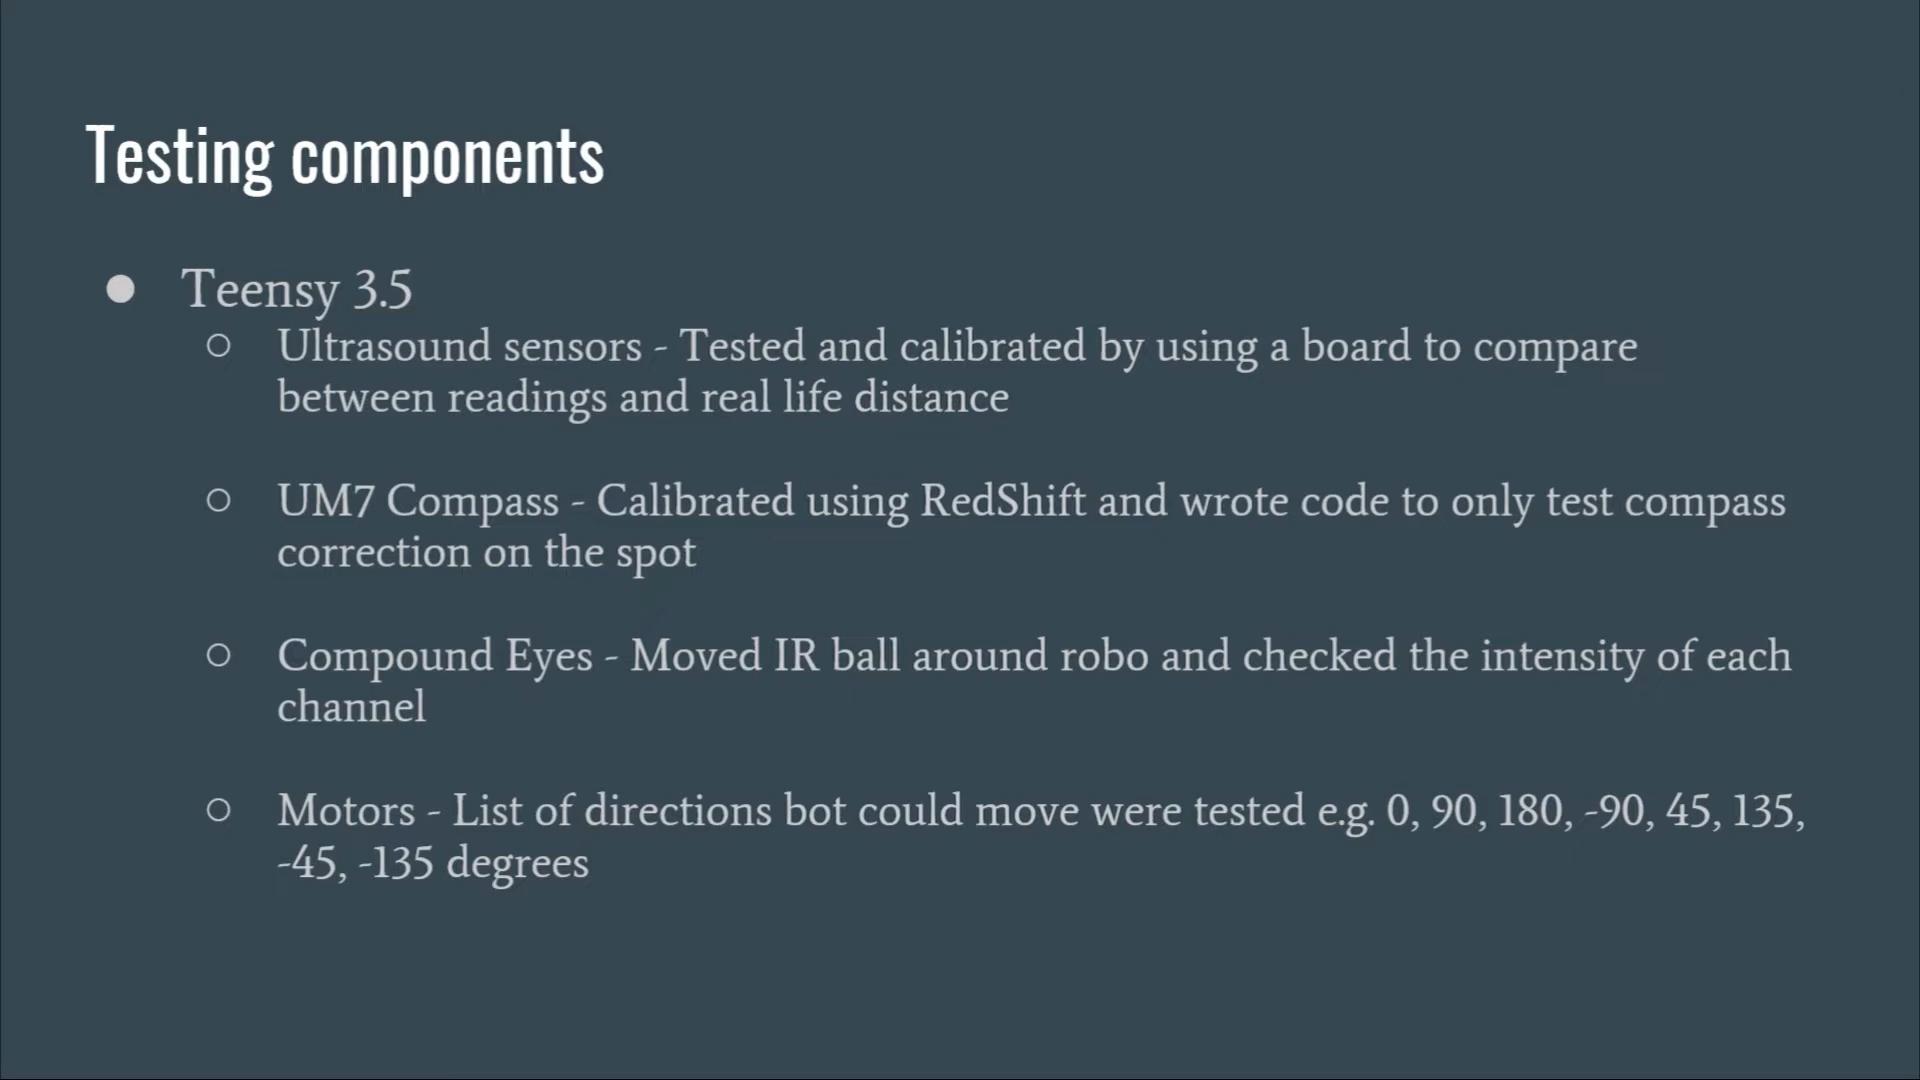 Testing components
● Teensy 3.5
○ Ultrasound sensors - Tested and calibrated by using a board to compare
between readings and real life distance
○ UM7 Compass - Calibrated using RedShift and wrote code to only test compass
correction on the spot
○ Compound Eyes - Moved IR ball around robo and checked the intensity of each
channel
○ Motors - List of directions bot could move were tested e.g. 0, 90, 180, -90, 45, 135,
-45, -135 degrees